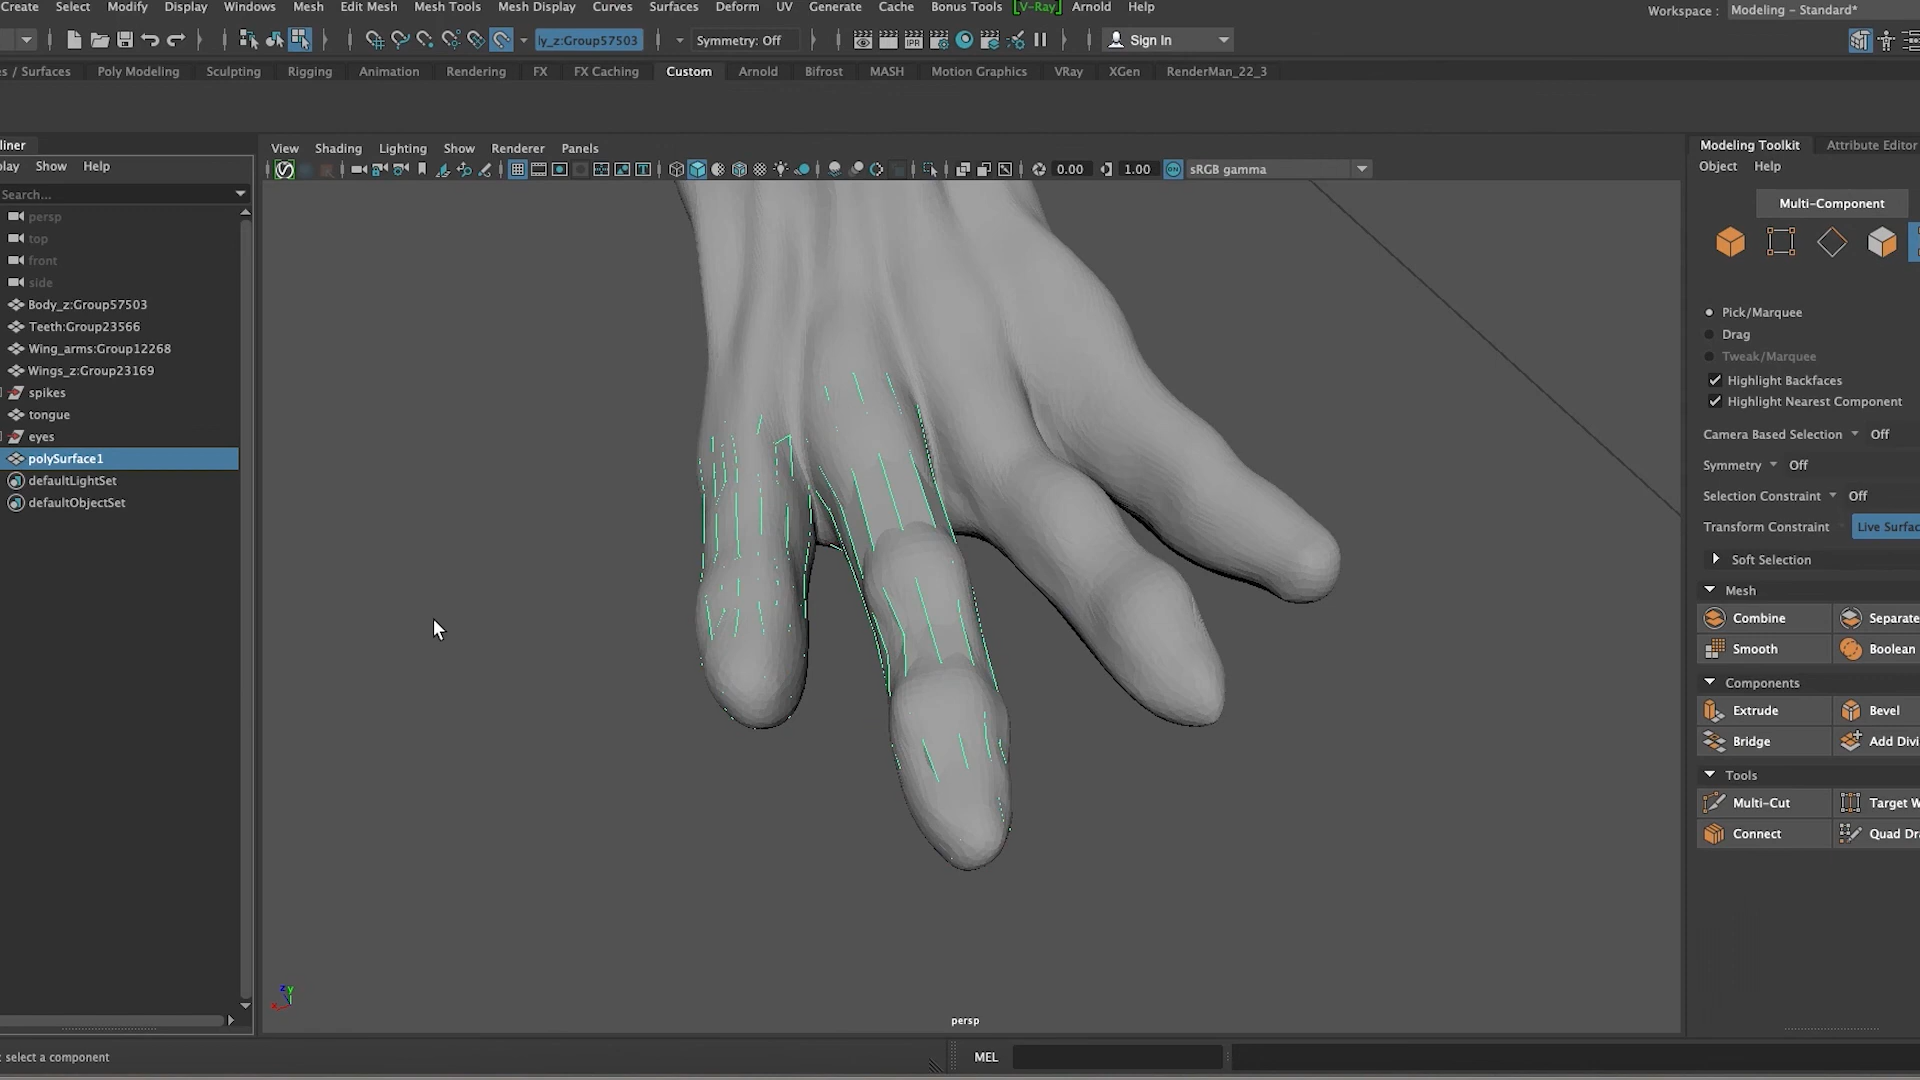 Create Select Modify Display Windows Mesh Edit Mesh Mesh Tools Mesh Display Curves Surfaces Deform UV Generate Cache Bonus Tools [V-Ray] Arnold Help
Workspace : Modeling - Standard*
ly_z:Group57503 Symmetry: Off IPR Sign In
s / Surfaces Poly Modeling Sculpting Rigging Animation Rendering FX FX Caching Custom Arnold Bifrost MASH Motion Graphics VRay XGen RenderMan_22_3
liner
play Show Help
Search...
persp
top
front
side
Body_z:Group57503
Teeth:Group23566
Wing_arms:Group12268
Wings_z:Group23169
spikes
tongue
eyes
polySurface1
defaultLightSet
defaultObjectSet
View Shading Lighting Show Renderer Panels
0.00 1.00 ON sRGB gamma
persp
Modeling Toolkit Attribute Editor
Object Help
Multi-Component
Pick/Marquee
Drag
Tweak/Marquee
Highlight Backfaces
Highlight Nearest Component
Camera Based Selection Off
Symmetry Off
Selection Constraint Off
Transform Constraint Live Surfac
Soft Selection
Mesh
Combine Separate
Smooth Boolean
Components
Extrude Bevel
Bridge Add Divi
Tools
Multi-Cut Target W
Connect Quad Dra
: select a component
MEL